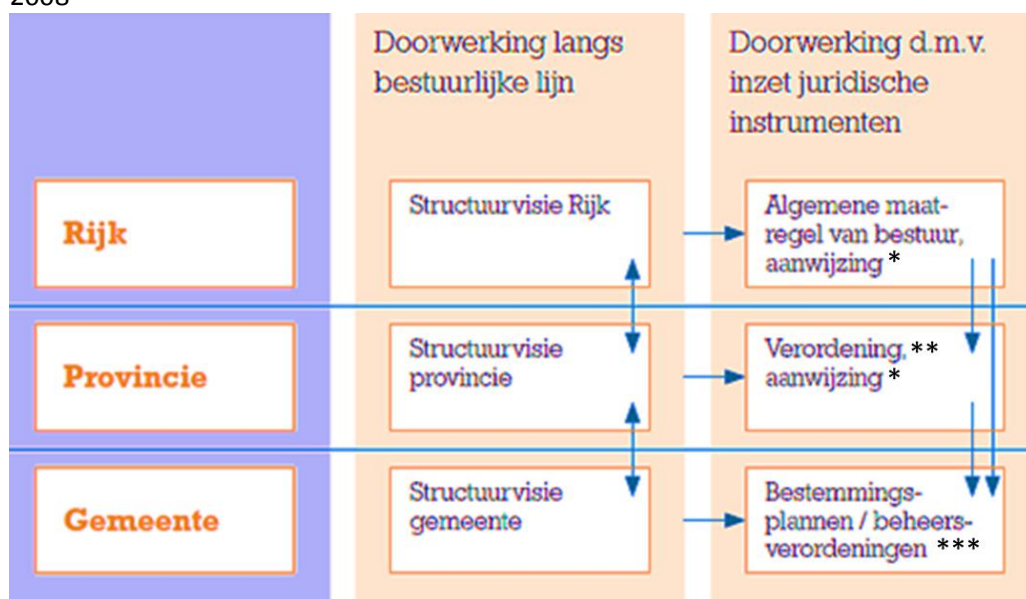 2008
Doorwerking langs
bestuurlijke lijn
Doorwerking d.m.v.
inzet juridische
instrumenten
Rijk
Structuurvisie Rijk
Algemene maat-
regel van bestuur,
aanwijzing *
Provincie
Structuurvisie
provincie
Verordening, **
aanwijzing *
Gemeente
Structuurvisie
gemeente
Bestemmings-
plannen / beheers-
verordeningen ***